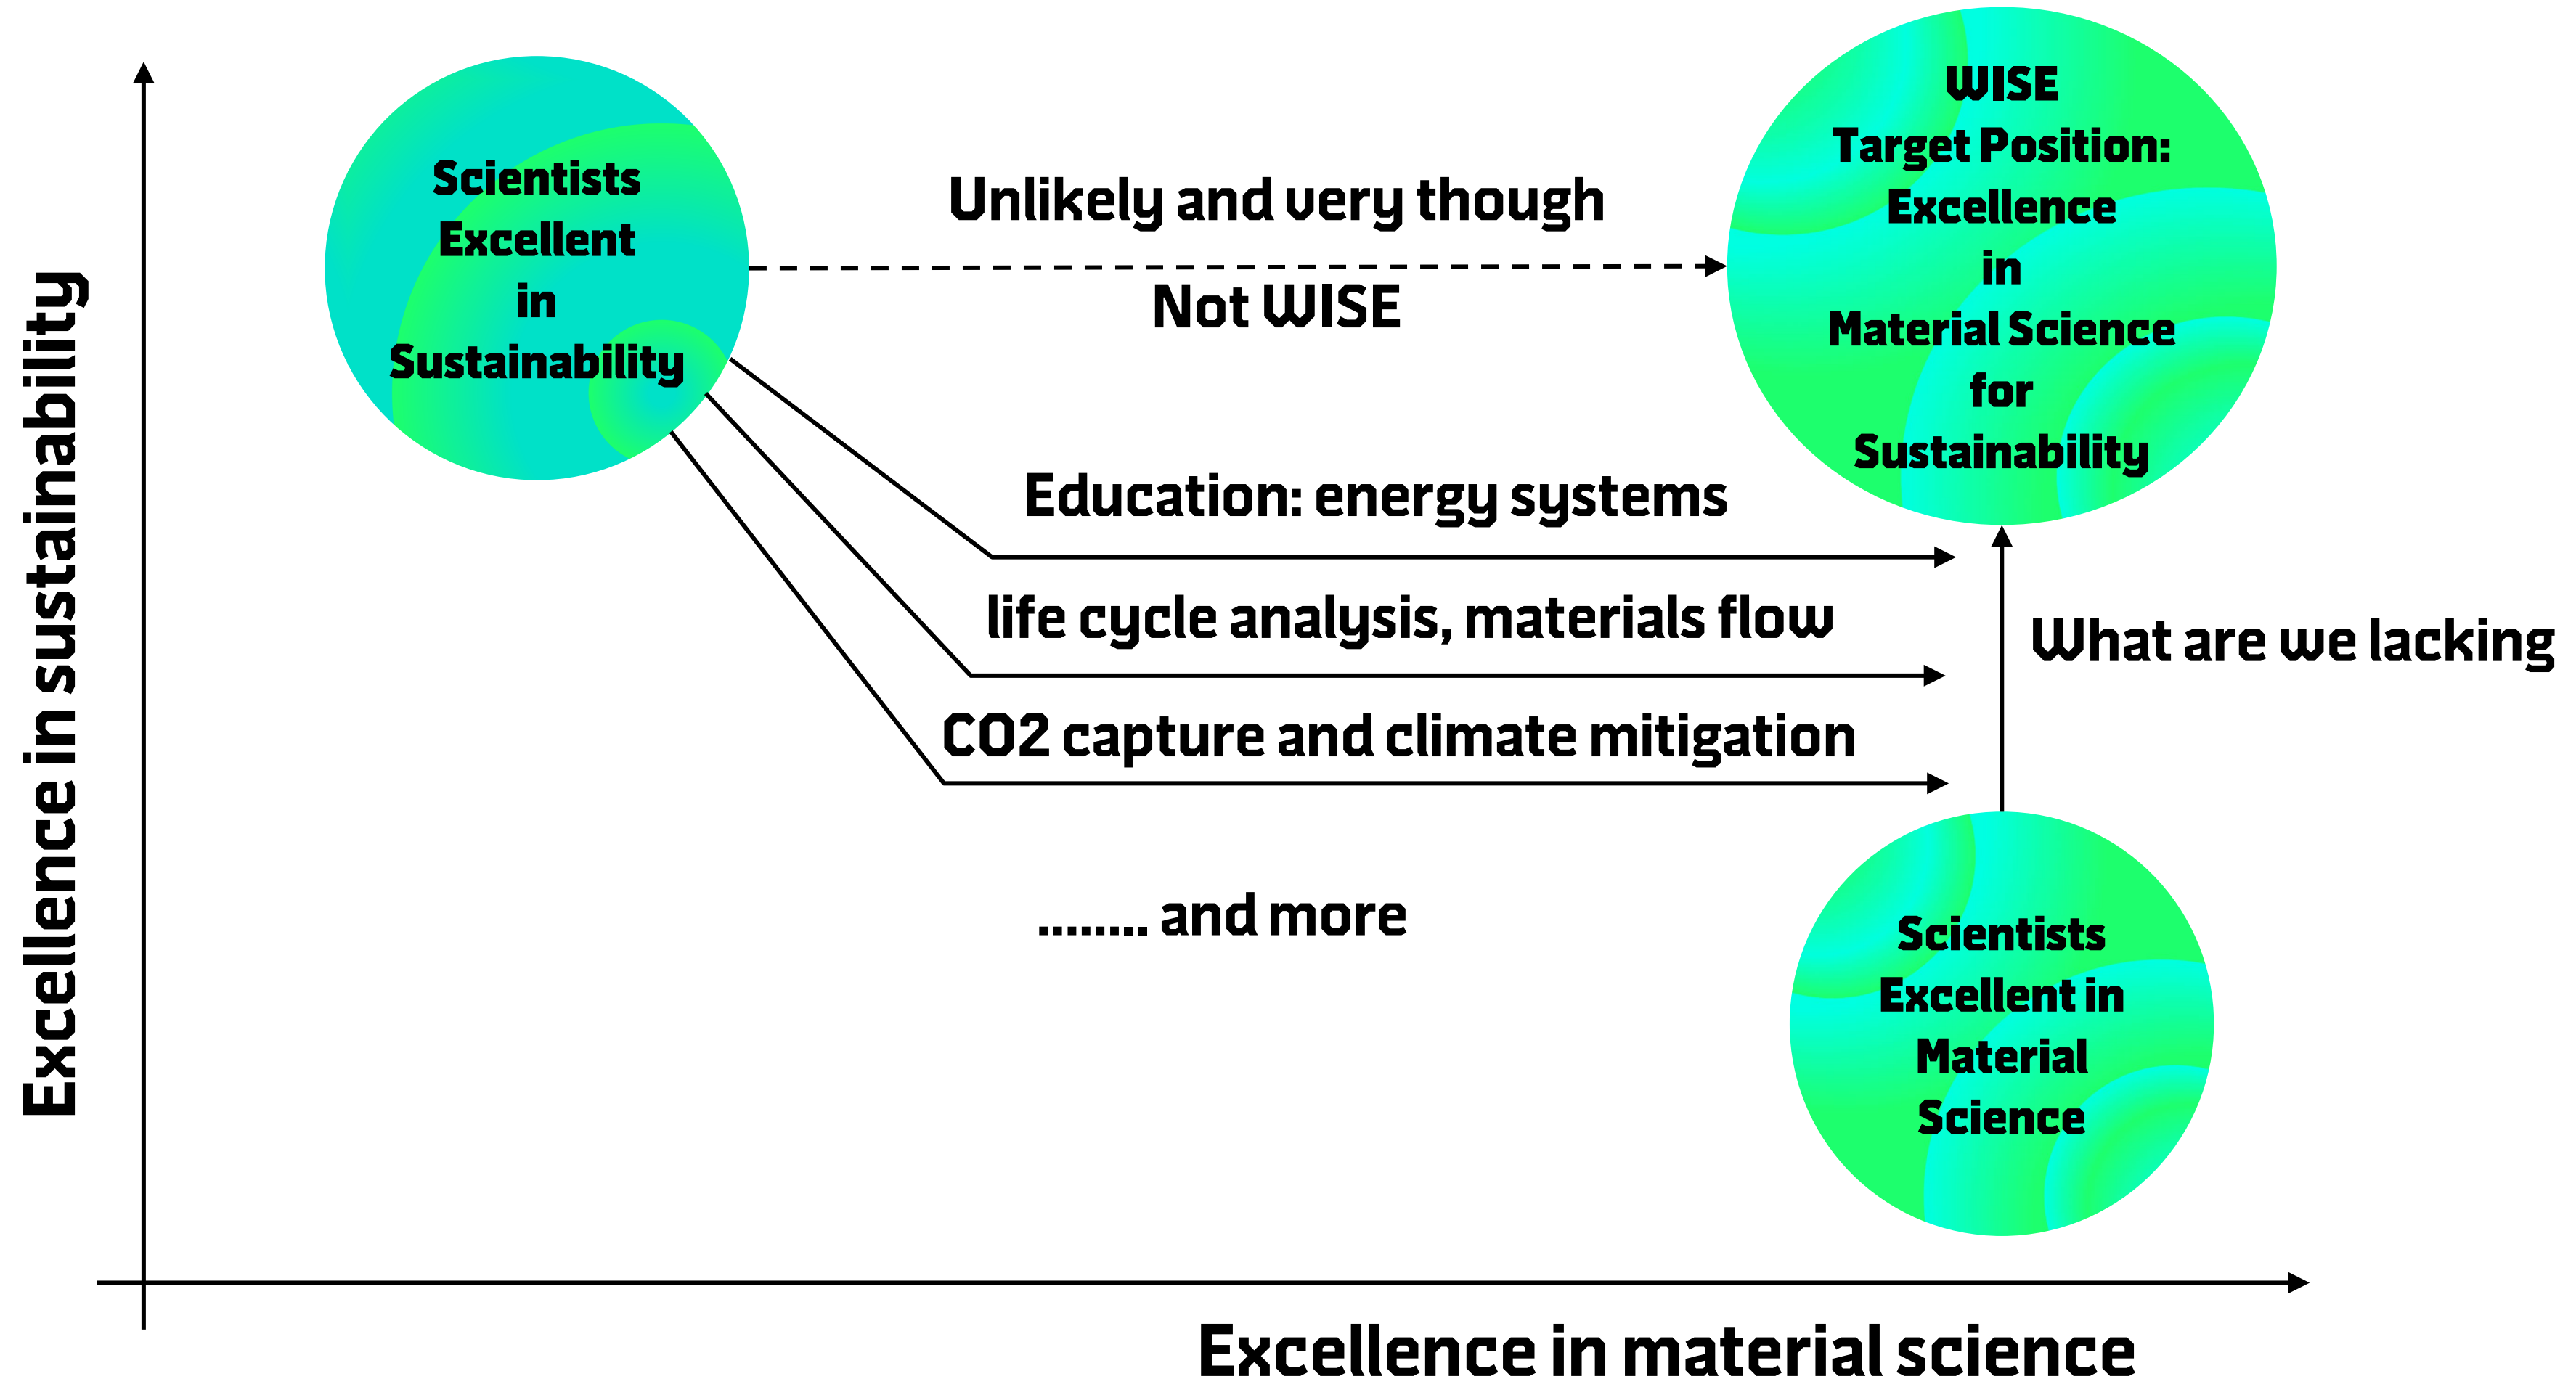 Excellence in sustainability
Scientists
Excellent
in
Sustainability
Unlikely and very though
Not WISE
WISE
Target Position:
Excellence
in
Material Science
for
Sustainability
Education: energy systems
life cycle analysis, materials flow
CO2 capture and climate mitigation
What are we lacking
......... and more
Scientists
Excellent in
Material
Science
Excellence in material science